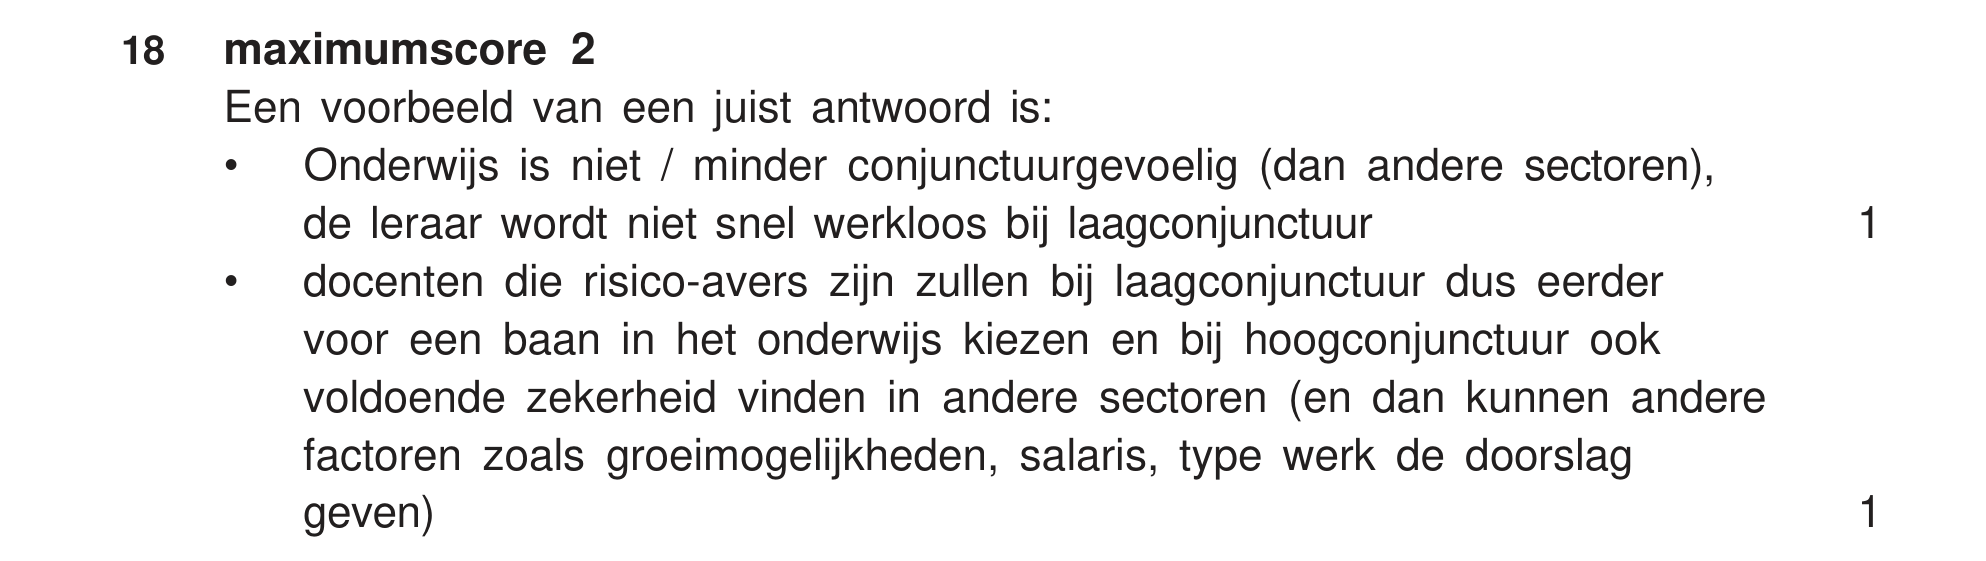 18 maximumscore 2
Een voorbeeld van een juist antwoord is:
• Onderwijs is niet / minder conjunctuurgevoelig (dan andere sectoren),
de leraar wordt niet snel werkloos bij laagconjunctuur 1
• docenten die risico-avers zijn zullen bij laagconjunctuur dus eerder
voor een baan in het onderwijs kiezen en bij hoogconjunctuur ook
voldoende zekerheid vinden in andere sectoren (en dan kunnen andere
factoren zoals groeimogelijkheden, salaris, type werk de doorslag
geven) 1